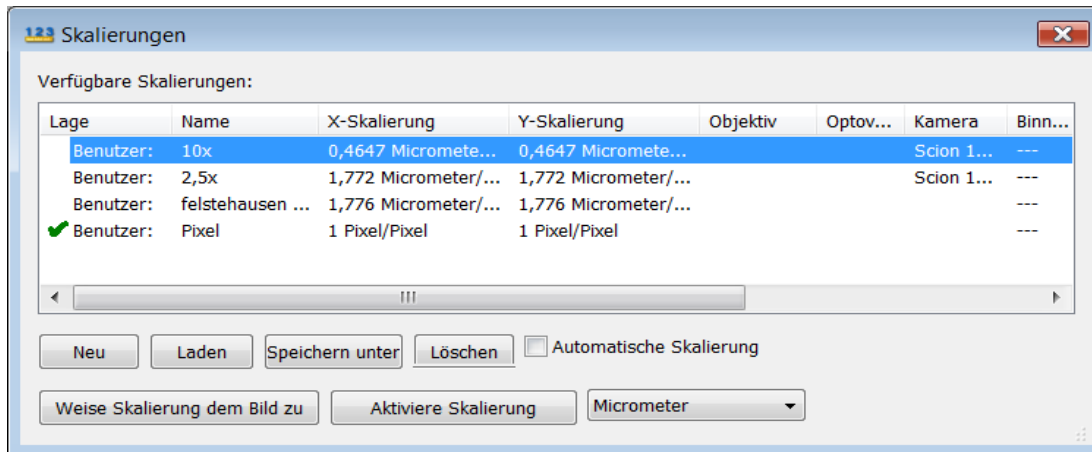 123 Skalierungen
Verfügbare Skalierungen:
Lage Name X-Skalierung Y-Skalierung Objektiv Optov... Kamera Binn...
Benutzer: 10x 0,4647 Micromete... 0,4647 Micromete... Scion 1... ---
Benutzer: 2,5x 1,772 Micrometer/... 1,772 Micrometer/... Scion 1... ---
Benutzer: felstehausen ... 1,776 Micrometer/... 1,776 Micrometer/... ---
Benutzer: Pixel 1 Pixel/Pixel 1 Pixel/Pixel ---
Neu Laden Speichern unter Löschen Automatische Skalierung
Weise Skalierung dem Bild zu Aktiviere Skalierung Micrometer